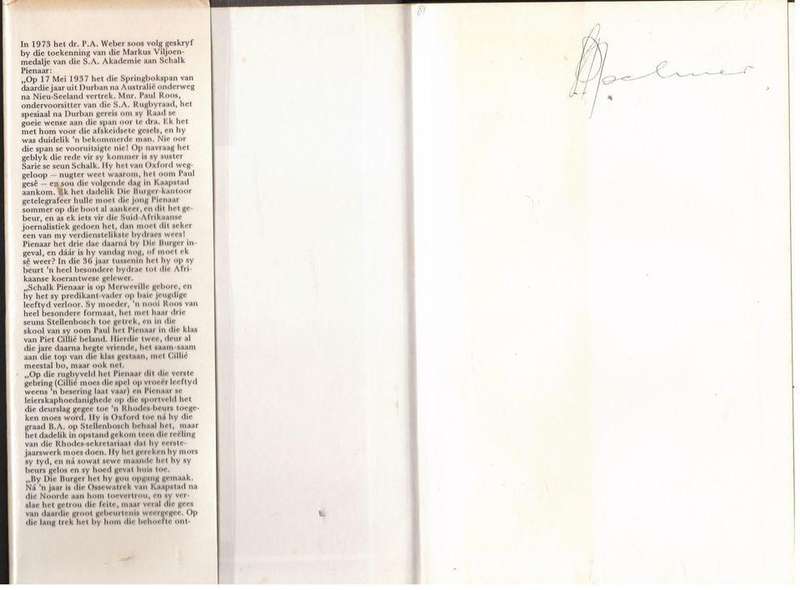 In 1973 het dr. P.A. Weber soos volg geskryf
by die toekenning van die Markus Viljoen-
medalje van die S.A. Akademie aan Schalk
Pienaar:
„Op 17 Mei 1937 het die Springbokspan van
daardie jaar uit Durban na Australië onderweg
na Nieu-Seeland vertrek. Mnr. Paul Roos,
ondervoorsitter van die S.A. Rugbyraad, het
spesiaal na Durban gereis om sy Raad se
goeie wense aan die span oor te dra. Ek het
met hom voor die afskeidsete gesels, en hy
was duidelik 'n bekommerde man. Nie oor
die span se vooruitsigte nie! Op navraag het
geblyk die rede vir sy kommer is sy suster
Sarie se seun Schalk. Hy het van Oxford weg-
geloop — nugter weet waarom, het oom Paul
gesê — en sou die volgende dag in Kaapstad
aankom. Ek het dadelik Die Burger-kantoor
getelegrafeer hulle moet die jong Pienaar
sommer op die boot al aankeer, en dit het ge-
beur, en as ek iets vir die Suid-Afrikaanse
joernalistiek gedoen het, dan moet dit seker
een van my verdienstelikste bydraes wees!
Pienaar het drie dae daarná by Die Burger in-
geval, en dáár is hy vandag nog, of moet ek
sê weer? In die 36 jaar tussenin het hy op sy
beurt 'n heel besondere bydrae tot die Afri-
kaanse koerantwese gelewer.
„Schalk Pienaar is op Merweville gebore, en
hy het sy predikant-vader op baie jeugdige
leeftyd verloor. Sy moeder, 'n nooi Roos van
heel besondere formaat, het met haar drie
seuns Stellenbosch toe getrek, en in die
skool van sy oom Paul het Pienaar in die klas
van Piet Cillié beland. Hierdie twee, deur al
die jare daarna hegte vriende, het saam-saam
aan die top van die klas gestaan, met Cillié
meestal bo, maar ook net.
„Op die rugbyveld het Pienaar dit die verste
gebring (Cillié moes die spel op vroeër leeftyd
weens 'n besering laat vaar) en Pienaar se
leierskaphoedanighede op die sportveld het
die deurslag gegee toe 'n Rhodes-beurs toege-
ken moes word. Hy is Oxford toe ná hy die
graad B.A. op Stellenbosch behaal het, maar
het dadelik in opstand gekom teen die reëling
van die Rhodes-sekretariaat dat hy eerste-
jaarswerk moes doen. Hy het gereken hy mors
sy tyd, en ná sowat sewe maande het hy sy
beurs gelos en sy hoed gevat huis toe.
„By Die Burger het hy gou opgang gemaak.
Ná 'n jaar is die Ossewatrek van Kaapstad na
die Noorde aan hom toevertrou, en sy ver-
slae het getrou die feite, maar veral die gees
van daardie groot gebeurtenis weergegee. Op
die lang trek het by hom die behoefte ont-